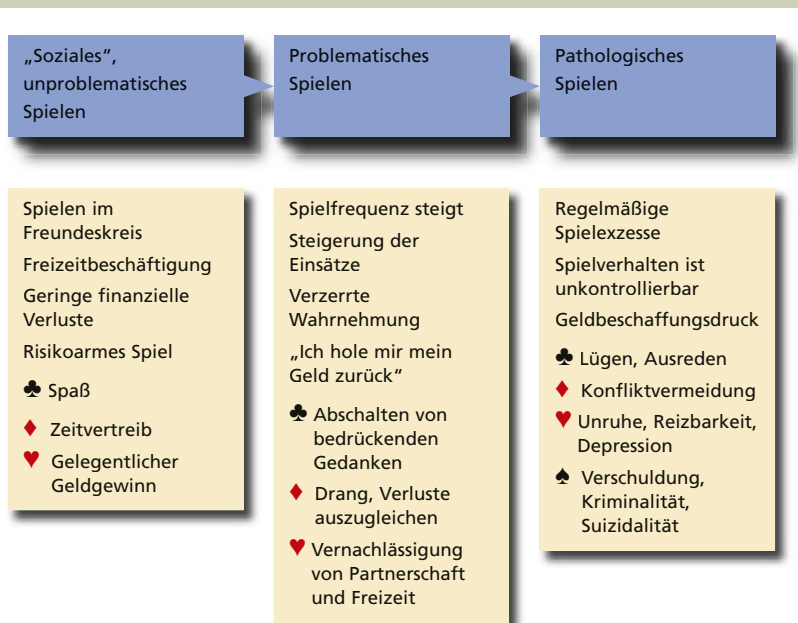 „Soziales“,
unproblematisches
Spielen
Problematisches
Spielen
Pathologisches
Spielen
Spielen im
Freundeskreis
Freizeitbeschäftigung
Geringe finanzielle
Verluste
Risikoarmes Spiel
♣ Spaß
♦ Zeitvertreib
♥ Gelegentlicher
Geldgewinn
Spielfrequenz steigt
Steigerung der
Einsätze
Verzerrte
Wahrnehmung
„Ich hole mir mein
Geld zurück“
♣ Abschalten von
bedrückenden
Gedanken
♦ Drang, Verluste
auszugleichen
♥ Vernachlässigung
von Partnerschaft
und Freizeit
Regelmäßige
Spielexzesse
Spielverhalten ist
unkontrollierbar
Geldbeschaffungsdruck
♣ Lügen, Ausreden
♦ Konfliktvermeidung
♥ Unruhe, Reizbarkeit,
Depression
♠ Verschuldung,
Kriminalität,
Suizidalität